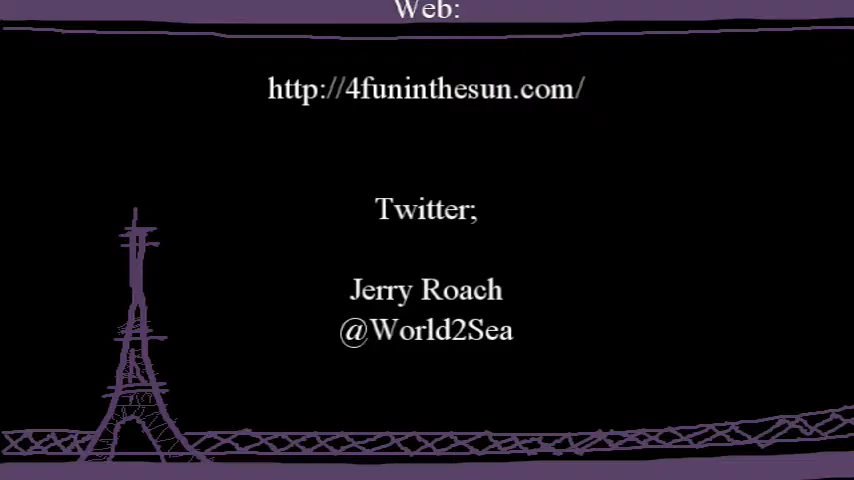 Web:
http://4funinthesun.com/
Twitter;
Jerry Roach
@World2Sea